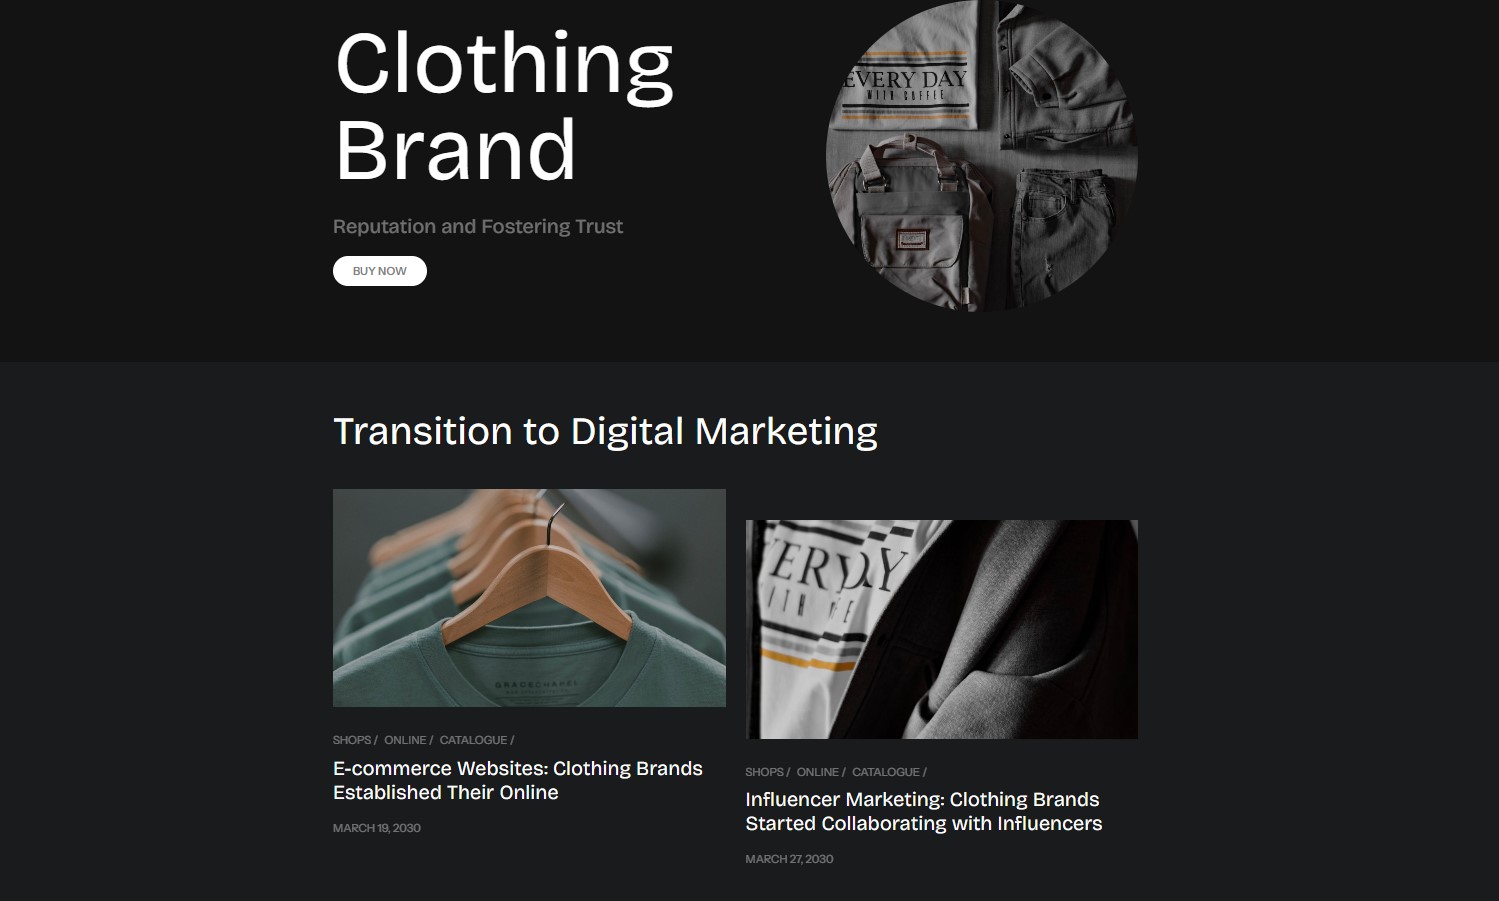 Clothing
Brand
Reputation and Fostering Trust
BUY NOW
EVERY DAY
WITH COFFEE
Transition to Digital Marketing
GRACECHAPEL
SHOPS / ONLINE / CATALOGUE /
E-commerce Websites: Clothing Brands
Established Their Online
MARCH 19, 2030
SHOPS / ONLINE / CATALOGUE /
Influencer Marketing: Clothing Brands
Started Collaborating with Influencers
MARCH 27, 2030